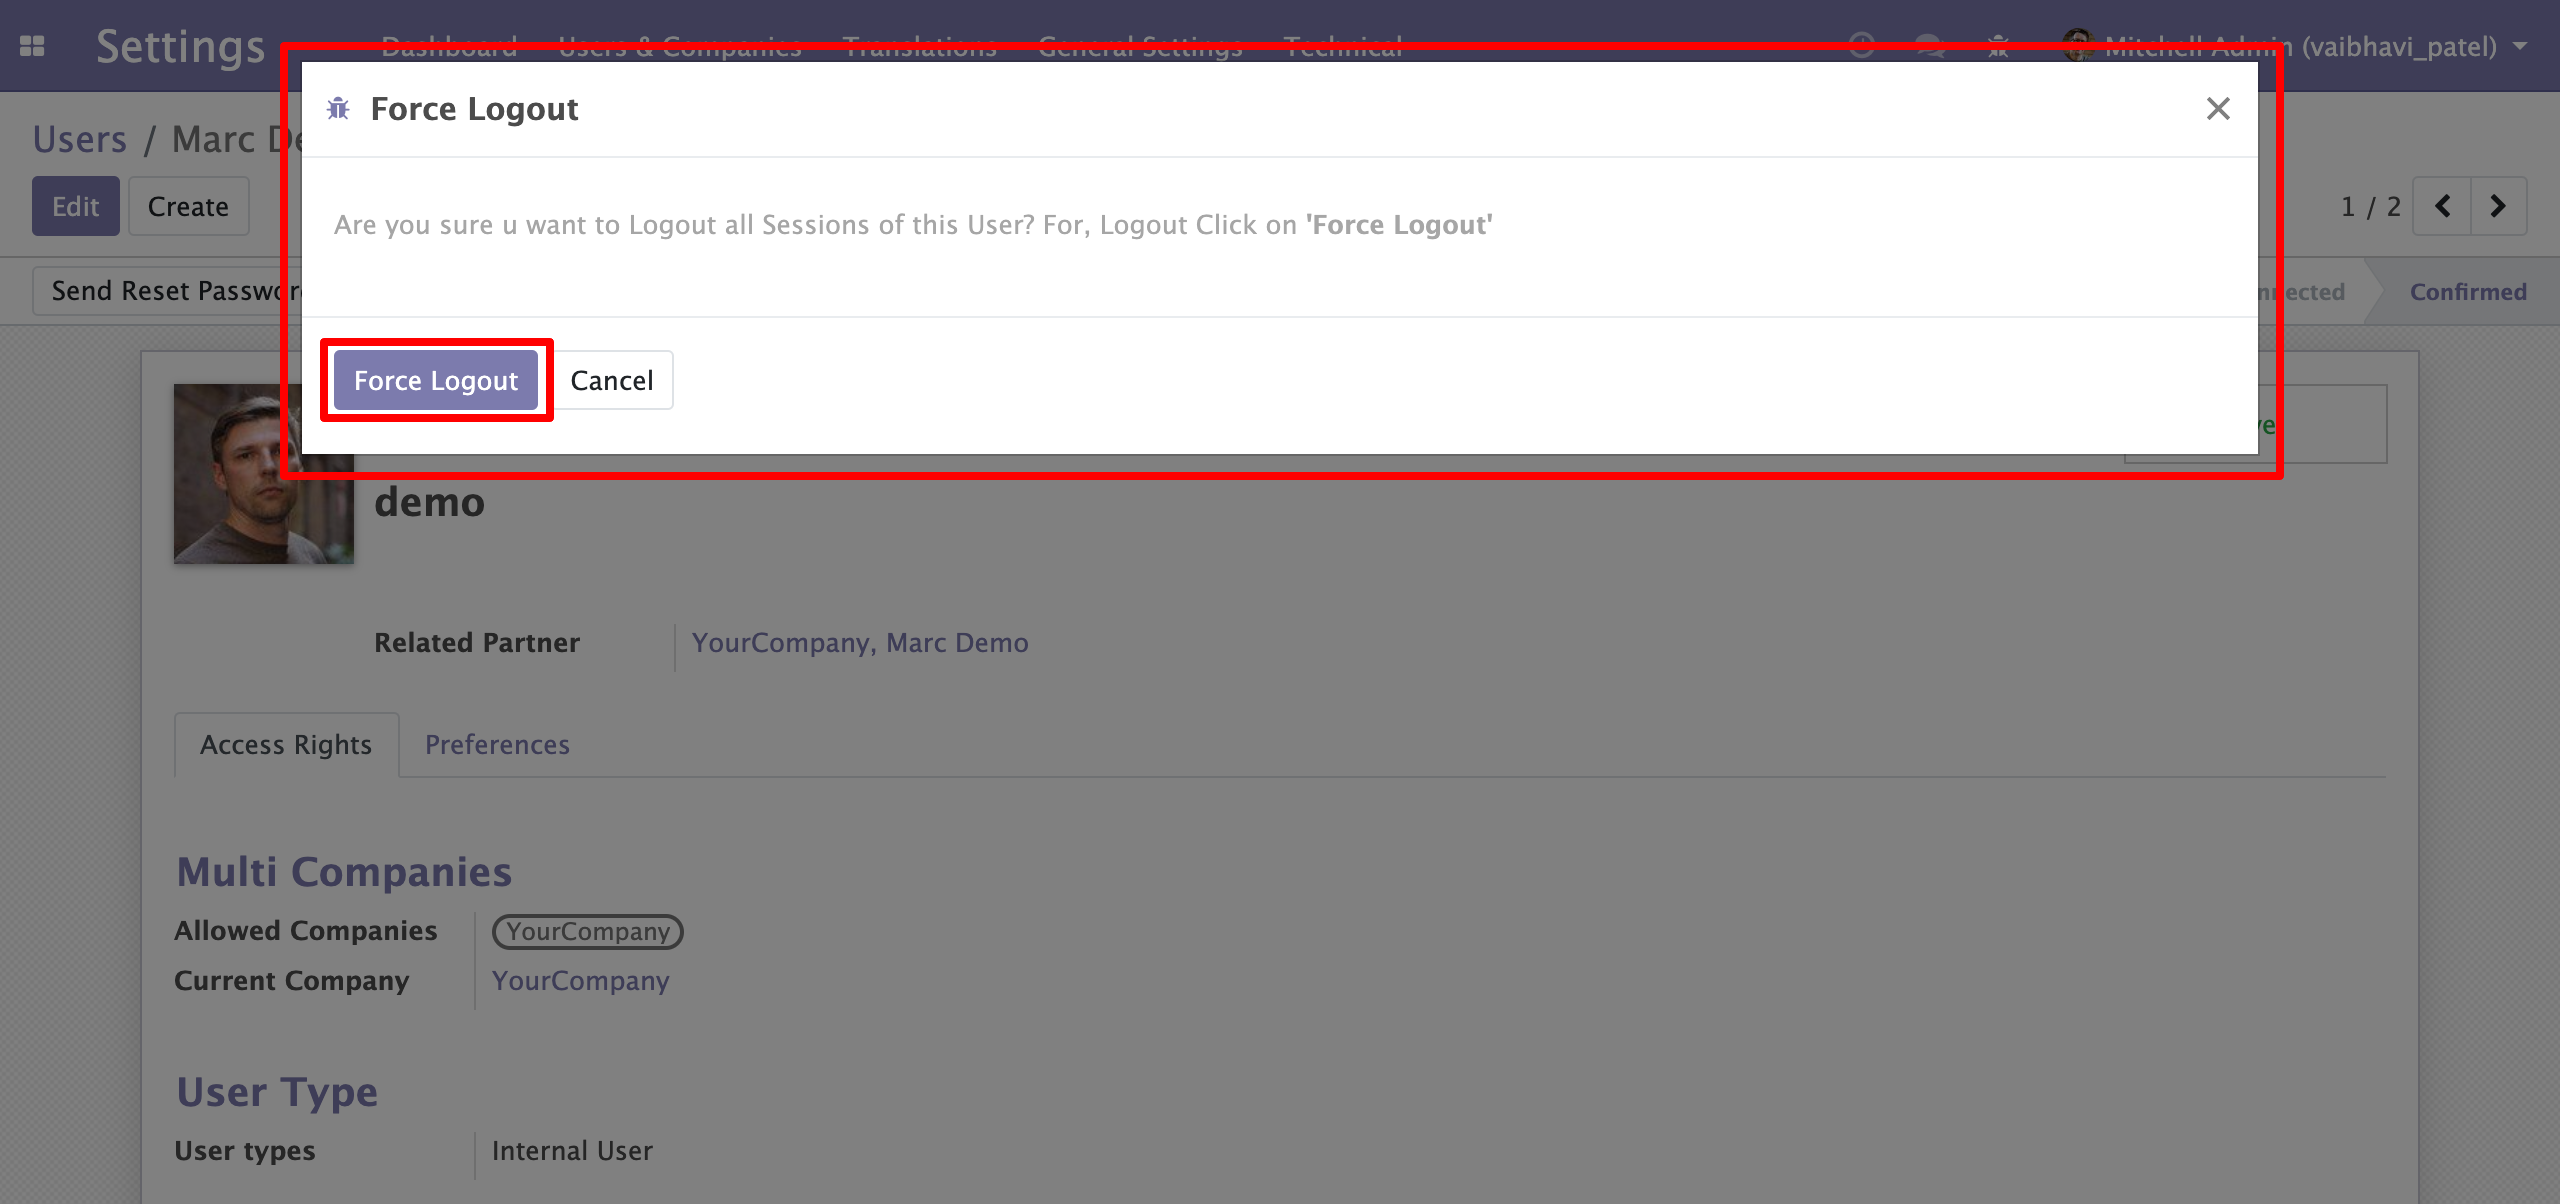 Settings Dashboard Users & Companies Translations General Settings Technical Mitchell Admin (vaibhavi_patel)
Force Logout
Users / Marc De
Edit Create
1 / 2
Are you sure u want to Logout all Sessions of this User? For, Logout Click on 'Force Logout'
Send Reset Passwor
Confirmed
Force Logout Cancel
demo
Related Partner YourCompany, Marc Demo
Access Rights Preferences
Multi Companies
Allowed Companies YourCompany
Current Company YourCompany
User Type
User types Internal User